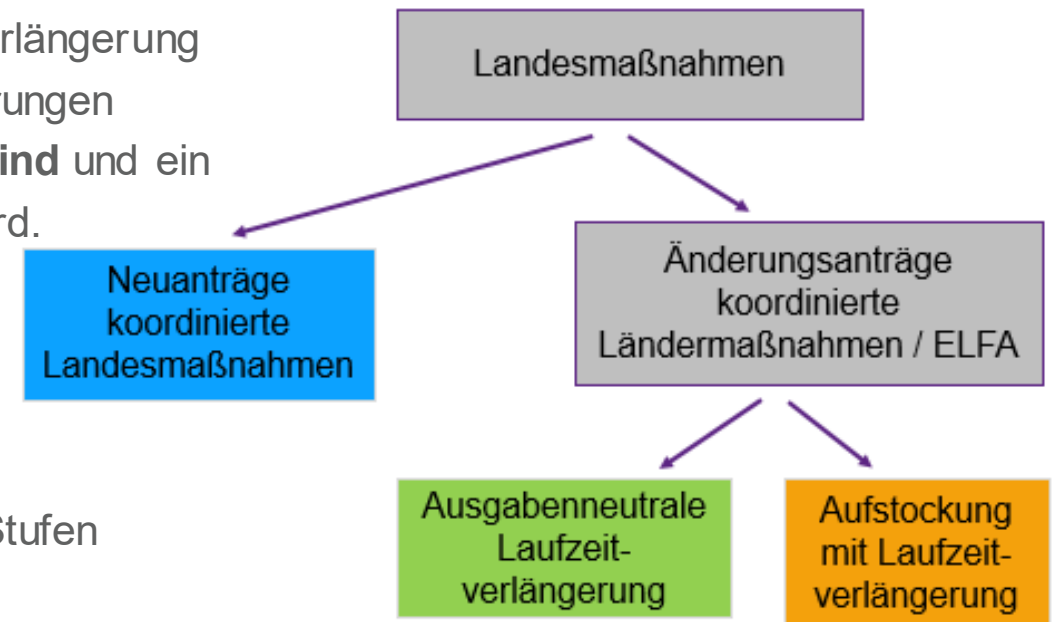 rlängerung
rungen
ind und ein
rd.
Stufen
Landesmaßnahmen
Neuanträge
koordinierte
Landesmaßnahmen
Änderungsanträge
koordinierte
Ländermaßnahmen / ELFA
Ausgabenneutrale
Laufzeit-
verlängerung
Aufstockung
mit Laufzeit-
verlängerung